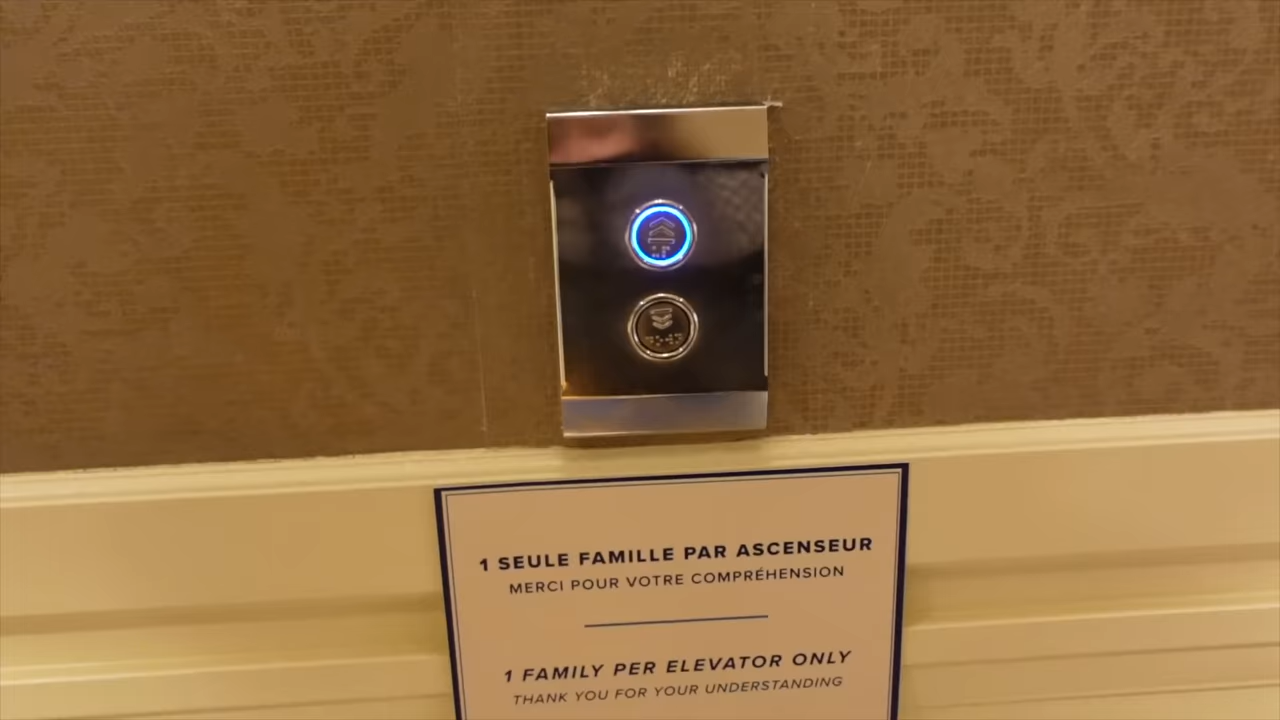 1 SEULE FAMILLE PAR ASCENSEUR
MERCI POUR VOTRE COMPRÉHENSION
1 FAMILY PER ELEVATOR ONLY
THANK YOU FOR YOUR UNDERSTANDING